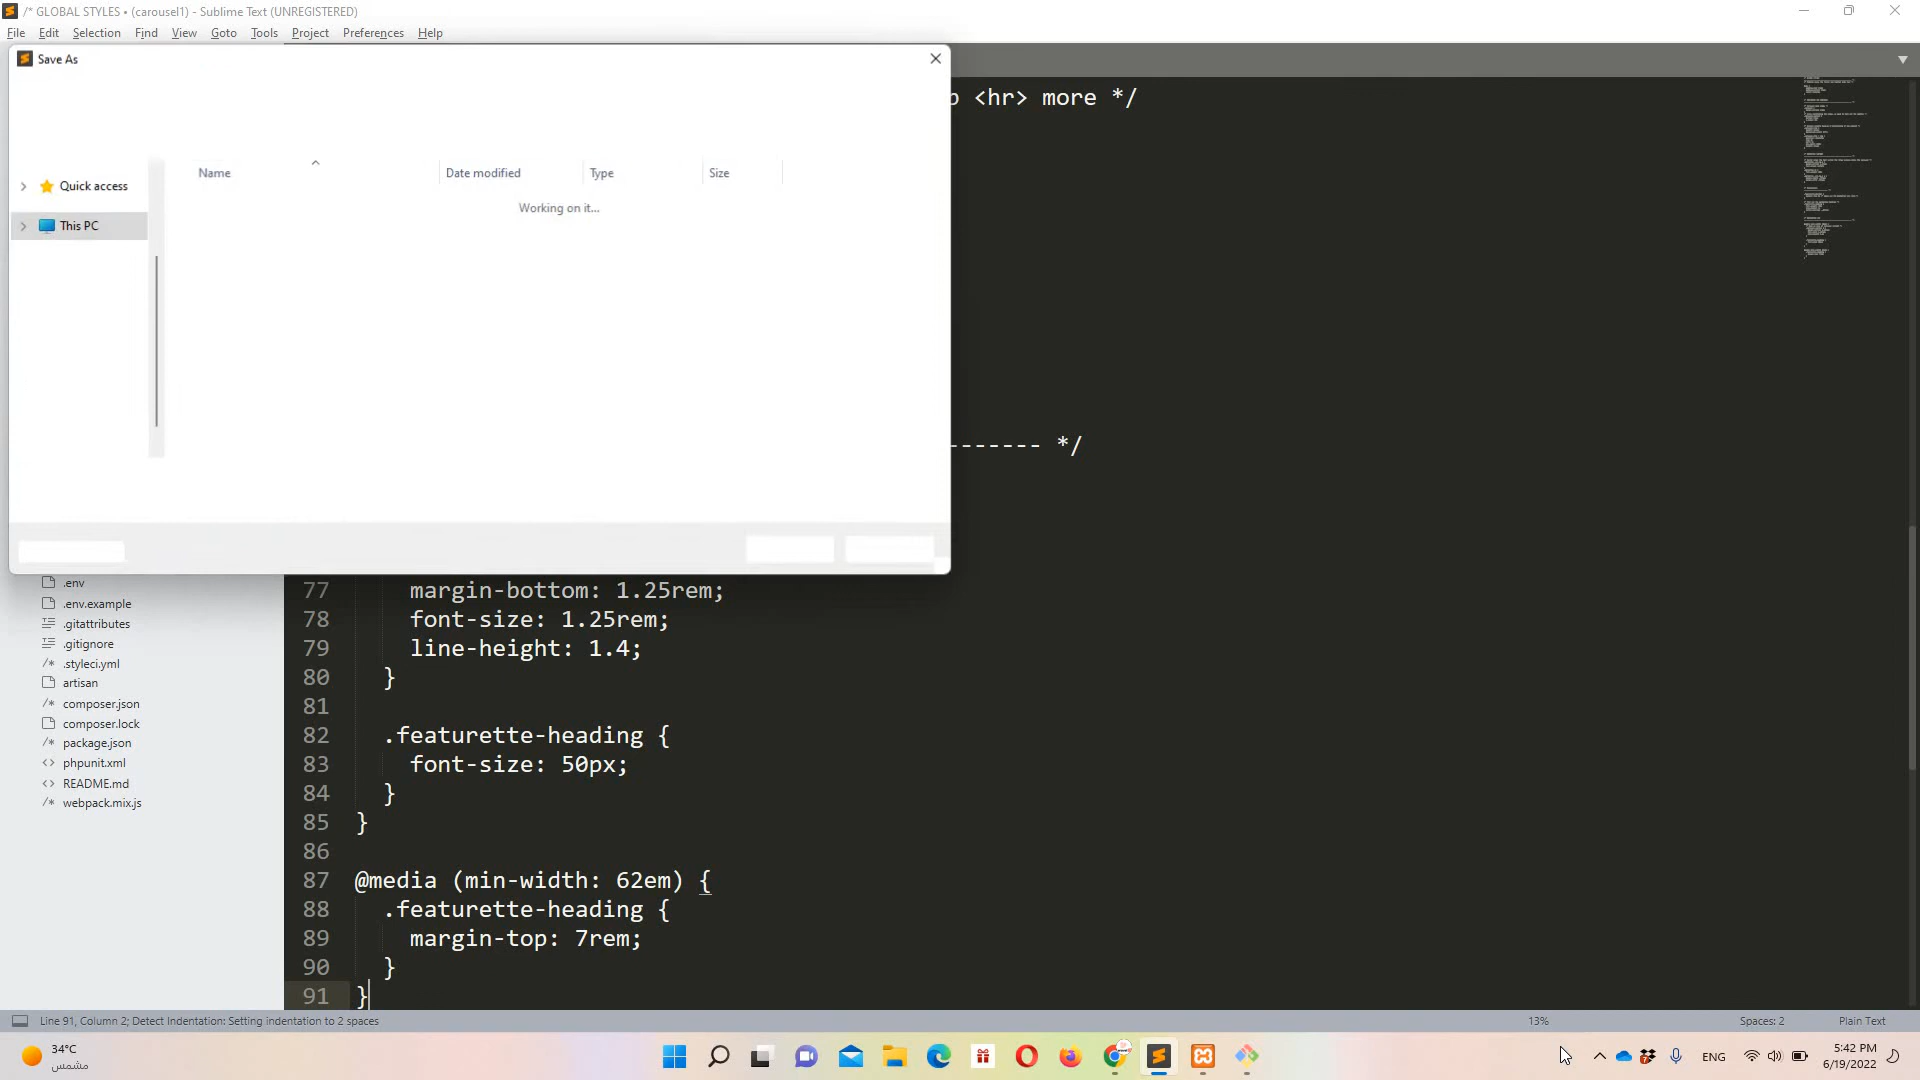 /* GLOBAL STYLES • (carousel1) - Sublime Text (UNREGISTERED)
File Edit Selection Find View Goto Tools Project Preferences Help
Save As
Name Date modified Type Size
Working on it...
Quick access
This PC
<hr> more */
------- */
.env
.env.example
.gitattributes
.gitignore
.styleci.yml
artisan
composer.json
composer.lock
package.json
phpunit.xml
README.md
webpack.mix.js
77 margin-bottom: 1.25rem;
78 font-size: 1.25rem;
79 line-height: 1.4;
80 }
81
82 .featurette-heading {
83 font-size: 50px;
84 }
85 }
86
87 @media (min-width: 62em) {
88 .featurette-heading {
89 margin-top: 7rem;
90 }
91 }
Line 91, Column 2; Detect Indentation: Setting indentation to 2 spaces
13%
Spaces: 2
Plain Text
34°C
مشمس
ENG
5:42 PM
6/19/2022